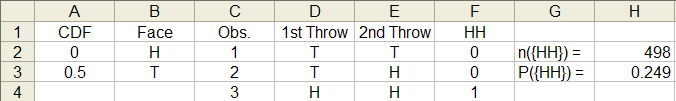 A B C D E F G H
1 CDF Face Obs. 1st Throw 2nd Throw HH
2 0 H 1 T T 0 n({HH}) = 498
3 0.5 T 2 T H 0 P({HH}) = 0.249
4 3 H H 1